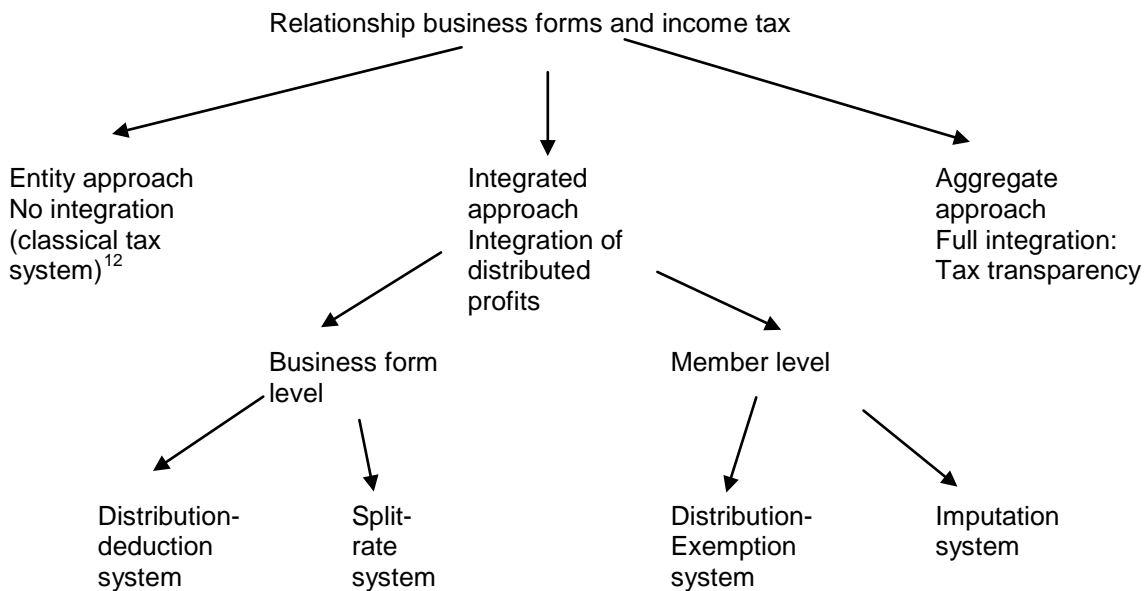 Relationship business forms and income tax
Entity approach
No integration
(classical tax
system)12
Integrated
approach
Integration of
distributed
profits
Aggregate
approach
Full integration:
Tax transparency
Business form
level
Member level
Distribution-
deduction
system
Split-
rate
system
Distribution-
Exemption
system
Imputation
system